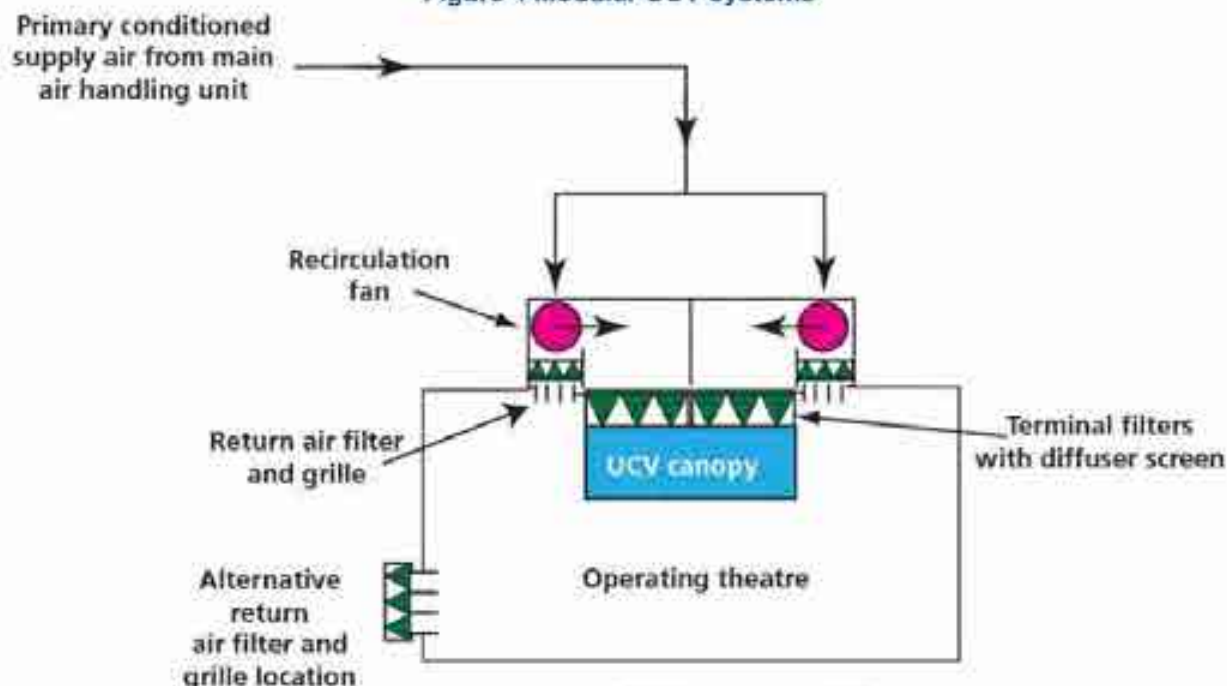 Primary conditioned
supply air from main
air handling unit
Recirculation
fan
Return air filter
and grille
Terminal filters
with diffuser screen
UCV canopy
Operating theatre
Alternative
return
air filter and
grille location